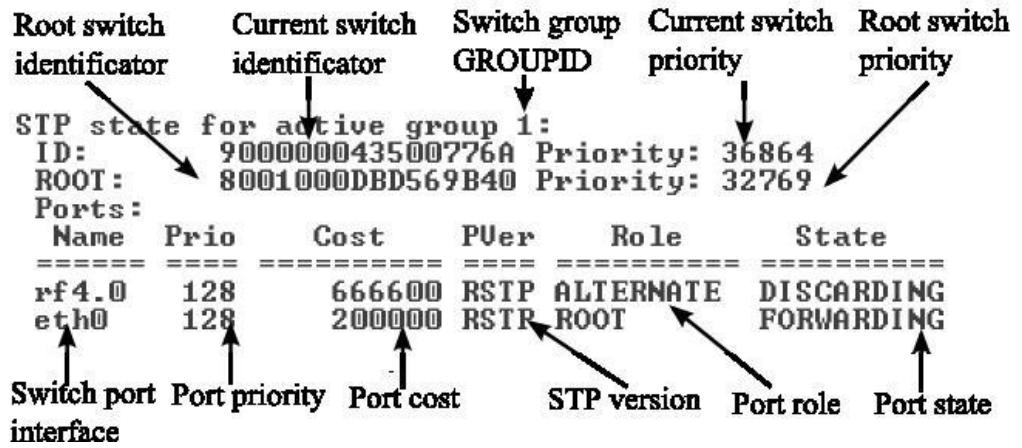 Root switch identificator
Current switch identificator
Switch group GROUPID
Current switch priority
Root switch priority
STP state for active group 1:
ID: 900000043500776A Priority: 36864
ROOT: 8001000DBD569B40 Priority: 32769
Ports:
Name Prio Cost PVer Role State
====== ==== ========== ==== ========== ==========
rf4.0 128 666600 RSTP ALTERNATE DISCARDING
eth0 128 200000 RSTP ROOT FORWARDING
Switch port interface
Port priority
Port cost
STP version
Port role
Port state